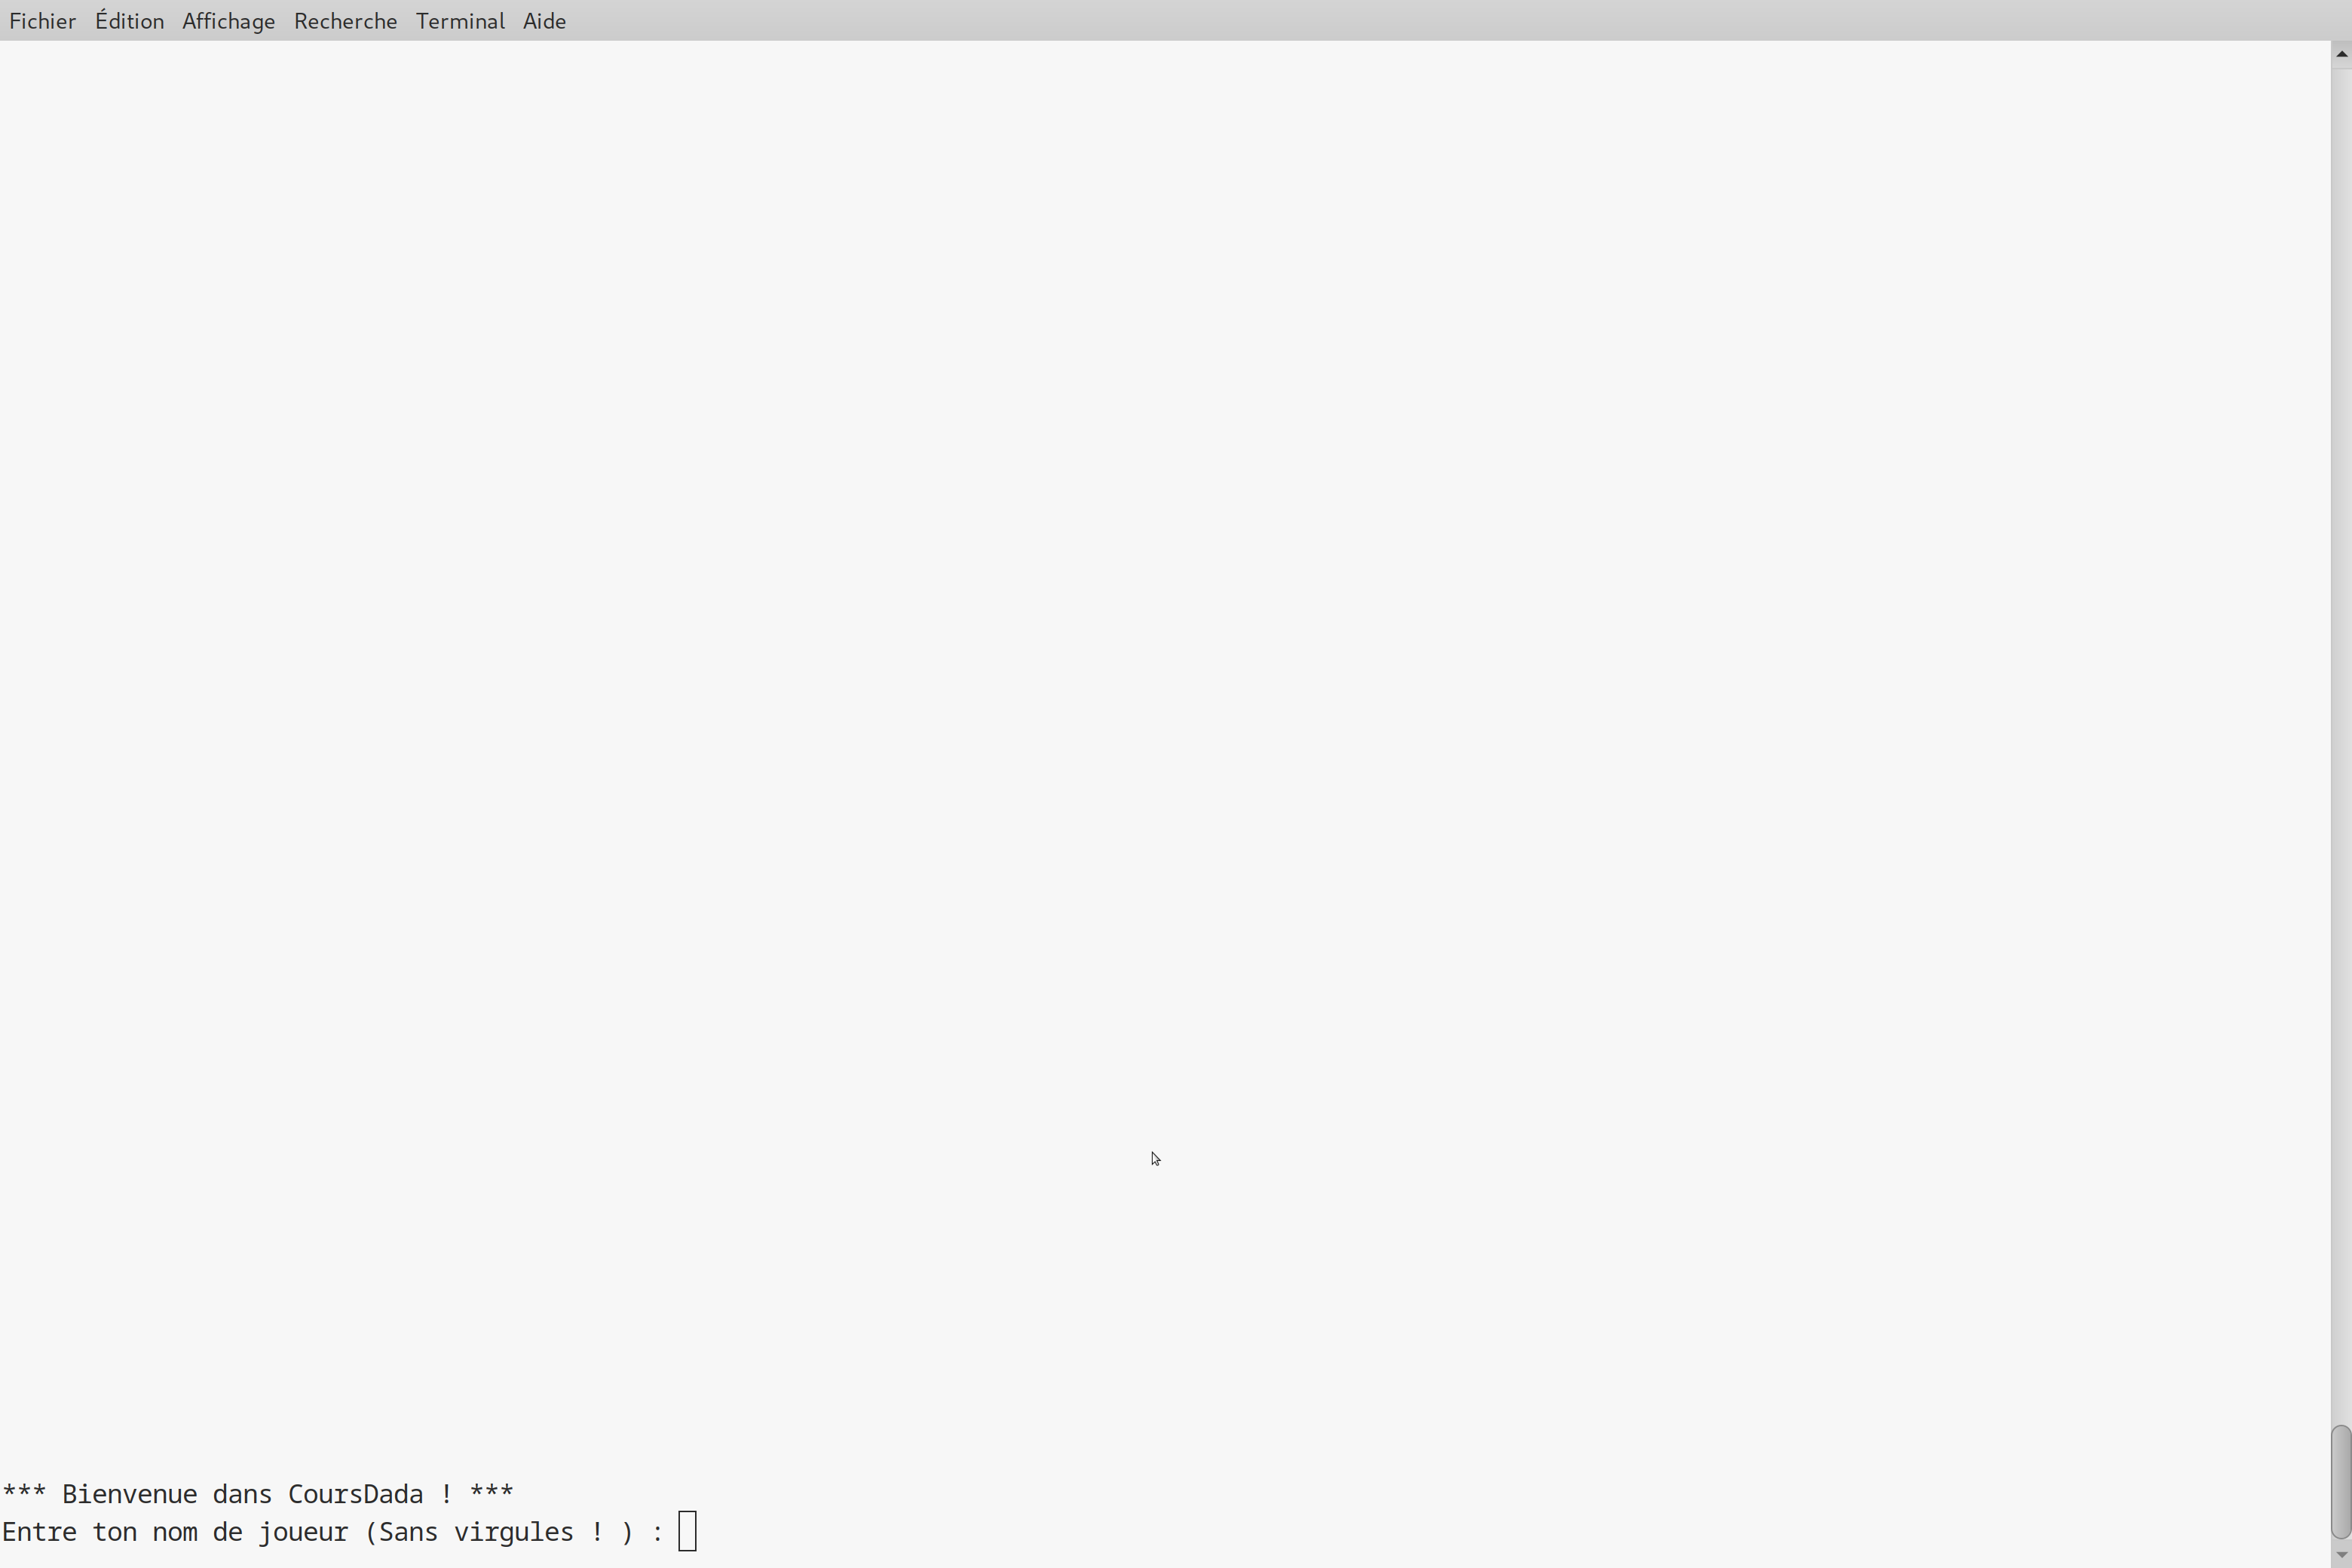 Fichier Édition Affichage Recherche Terminal Aide
*** Bienvenue dans CoursDada ! ***
Entre ton nom de joueur (Sans virgules ! ) :